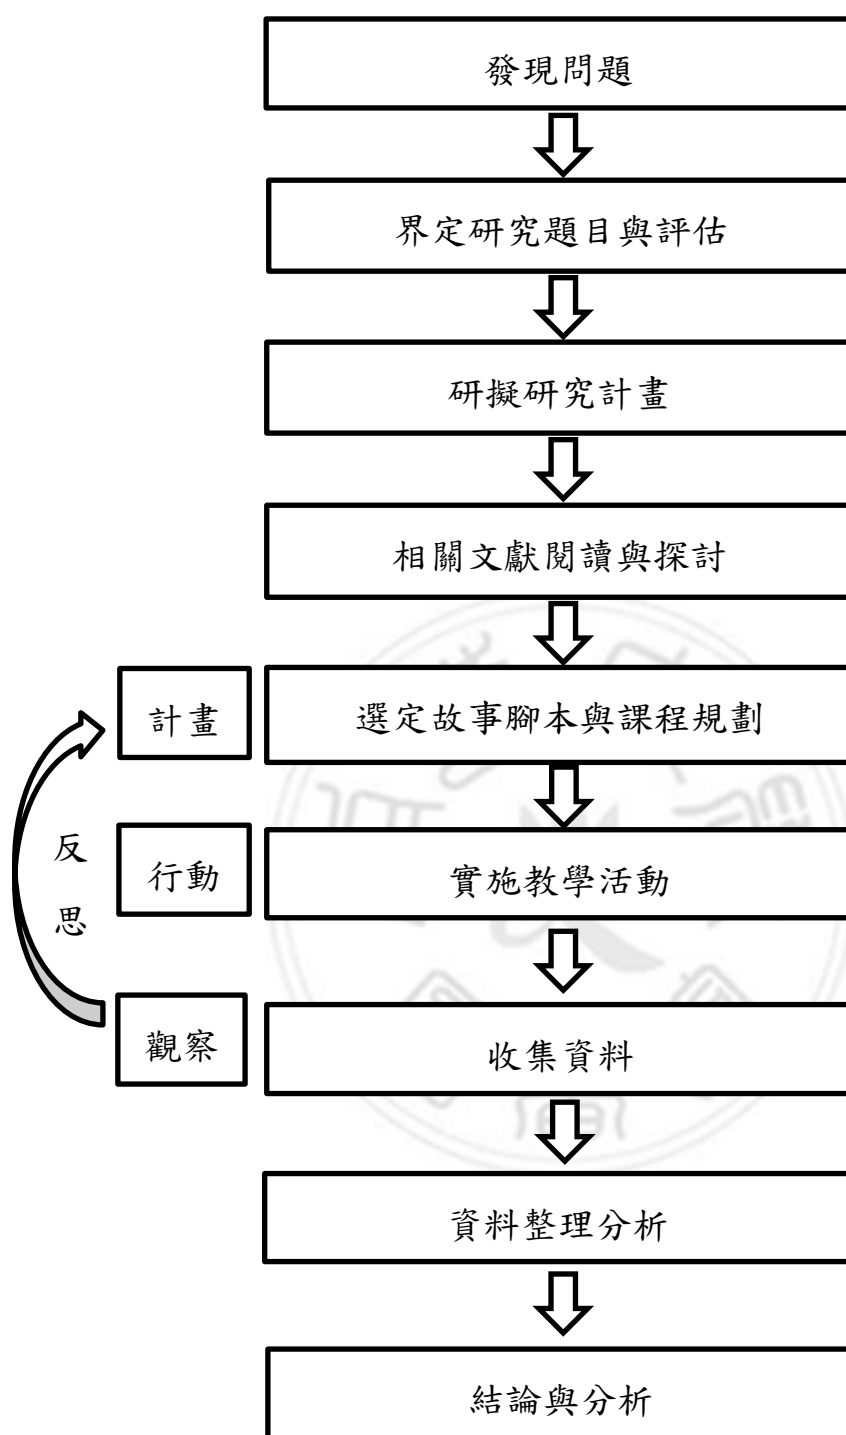 發現問題
界定研究題目與評估
研擬研究計畫
相關文獻閱讀與探討
計畫
選定故事腳本與課程規劃
反思
行動
實施教學活動
觀察
收集資料
資料整理分析
結論與分析